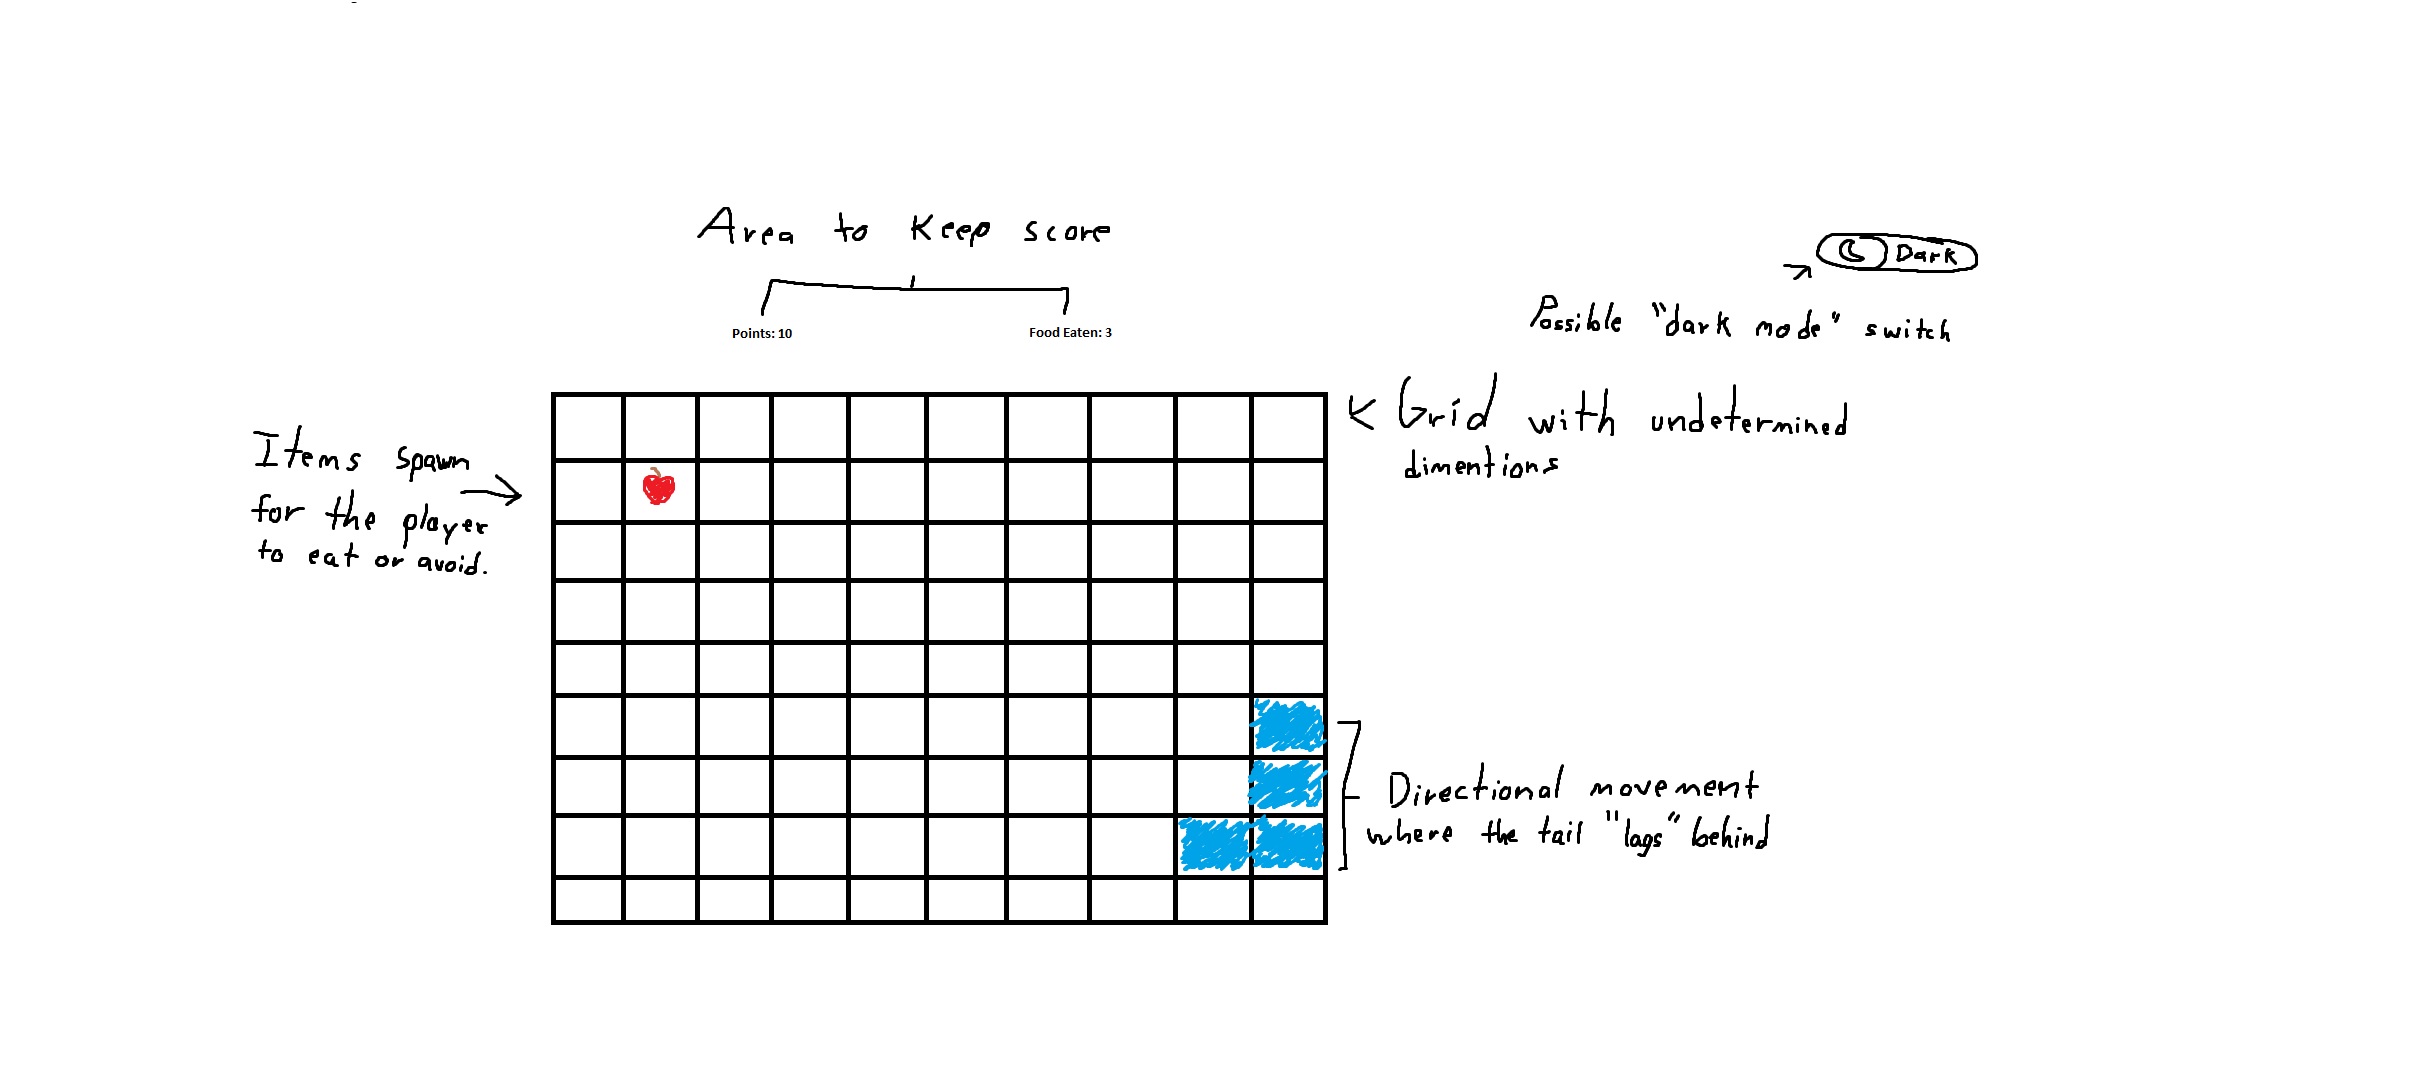 Area to Keep score
Dark
Possible "dark mode" switch
Points: 10
Food Eaten: 3
Grid with undetermined
dimentions
Items spawn
for the player
to eat or avoid.
Directional movement
where the tail "lags" behind